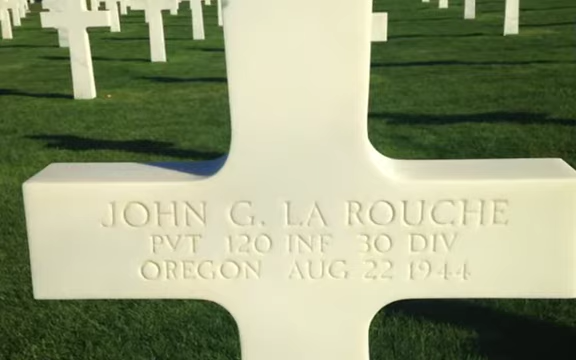 JOHN G. LA ROUCHE
PVT 120 INF 30 DIV
OREGON AUG 22 1944